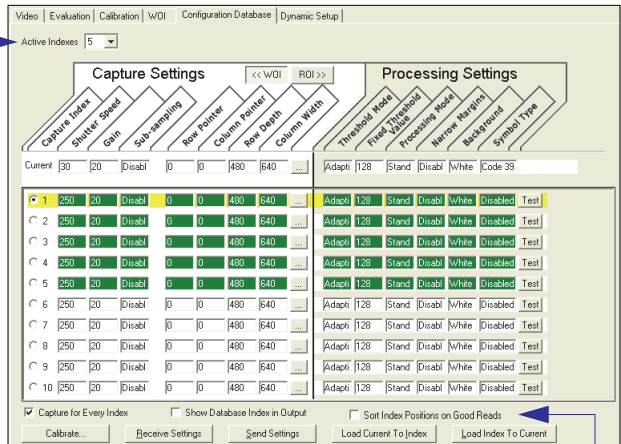 Video Evaluation Calibration WOI Configuration Database Dynamic Setup
Active Indexes 5
Capture Settings << WOI ROI >> Processing Settings
Capture Index Shutter Speed Gain Sub-sampling Row Pointer Column Pointer Row Depth Column Width Threshold Mode Fixed Threshold Value Processing Mode Narrow Margins Background Symbol Type
Current 30 20 Disabl 0 0 480 640 ... Adapti 128 Stand Disabl White Code 39
1 250 20 Disabl 0 0 480 640 ... Adapti 128 Stand Disabl White Disabled Test
2 250 20 Disabl 0 0 480 640 ... Adapti 128 Stand Disabl White Disabled Test
3 250 20 Disabl 0 0 480 640 ... Adapti 128 Stand Disabl White Disabled Test
4 250 20 Disabl 0 0 480 640 ... Adapti 128 Stand Disabl White Disabled Test
5 250 20 Disabl 0 0 480 640 ... Adapti 128 Stand Disabl White Disabled Test
6 250 20 Disabl 0 0 480 640 ... Adapti 128 Stand Disabl White Disabled Test
7 250 20 Disabl 0 0 480 640 ... Adapti 128 Stand Disabl White Disabled Test
8 250 20 Disabl 0 0 480 640 ... Adapti 128 Stand Disabl White Disabled Test
9 250 20 Disabl 0 0 480 640 ... Adapti 128 Stand Disabl White Disabled Test
10 250 20 Disabl 0 0 480 640 ... Adapti 128 Stand Disabl White Disabled Test
Capture for Every Index Show Database Index in Output Sort Index Positions on Good Reads
Calibrate... Receive Settings Send Settings Load Current To Index Load Index To Current